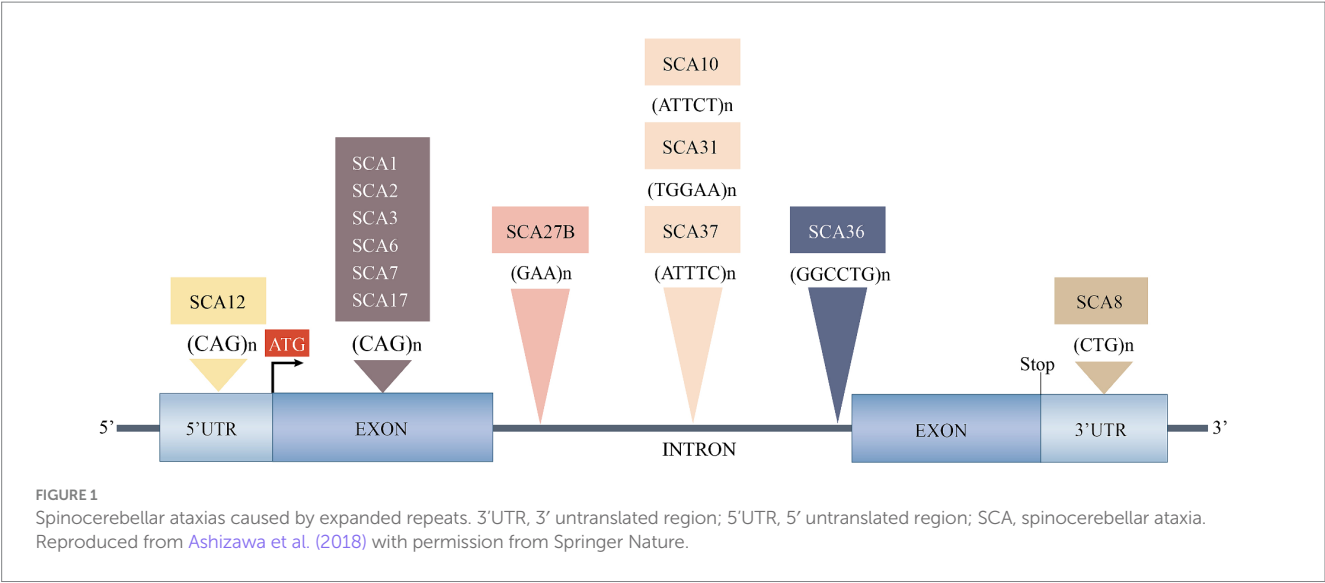 SCA10
(ATTCT)n
SCA31
(TGGAA)n
SCA37
(ATTTC)n
SCA1
SCA2
SCA3
SCA6
SCA7
SCA17
(CAG)n
SCA27B
(GAA)n
SCA36
(GGCCTG)n
SCA12
(CAG)n
ATG
SCA8
(CTG)n
Stop
5’
5’UTR
EXON
INTRON
EXON
3’UTR
3’
FIGURE 1
Spinocerebellar ataxias caused by expanded repeats. 3’UTR, 3′ untranslated region; 5’UTR, 5′ untranslated region; SCA, spinocerebellar ataxia.
Reproduced from Ashizawa et al. (2018) with permission from Springer Nature.